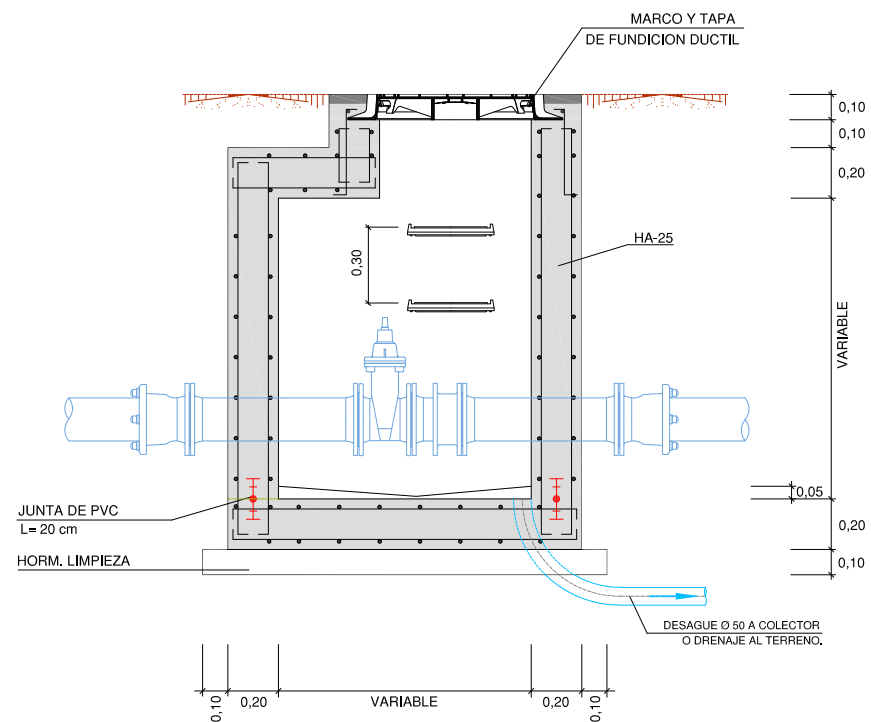 MARCO Y TAPA
DE FUNDICION DUCTIL
0,10
0,10
0,20
HA-25
0,30
VARIABLE
0,05
JUNTA DE PVC
L= 20 cm
0,20
HORM. LIMPIEZA
0,10
DESAGUE Ø 50 A COLECTOR
O DRENAJE AL TERRENO.
0,10
0,20
VARIABLE
0,20
0,10